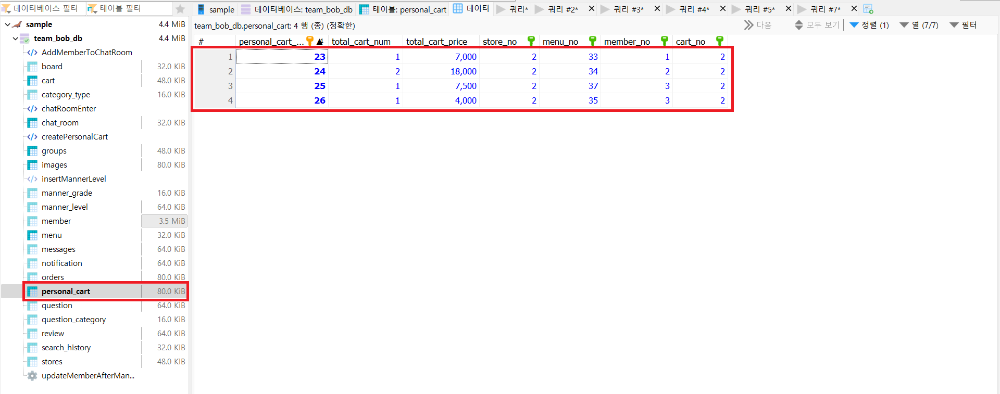 데이터베이스 필터 테이블 필터
sample 데이터베이스: team_bob_db 테이블: personal_cart 데이터 쿼리* 쿼리 #2* 쿼리 #3* 쿼리 #4* 쿼리 #5* 쿼리 #7*
team_bob_db.personal_cart: 4 행 (총) (정확한) 다음 모두 보기 정렬 (1) 열 (7/7) 필터
sample 4.4 MiB
team_bob_db 4.4 MiB
AddMemberToChatRoom
board 32.0 KiB
cart 48.0 KiB
category_type 16.0 KiB
chatRoomEnter
chat_room 32.0 KiB
createPersonalCart
groups 48.0 KiB
images 80.0 KiB
insertMannerLevel
manner_grade 16.0 KiB
manner_level 64.0 KiB
member 3.5 MiB
menu 32.0 KiB
messages 64.0 KiB
notification 64.0 KiB
orders 80.0 KiB
personal_cart 80.0 KiB
question 64.0 KiB
question_category 16.0 KiB
review 64.0 KiB
search_history 32.0 KiB
stores 48.0 KiB
updateMemberAfterMan...
# personal_cart_... 1 total_cart_num total_cart_price store_no menu_no member_no cart_no
1 23 1 7,000 2 33 1 2
2 24 2 18,000 2 34 2 2
3 25 1 7,500 2 37 3 2
4 26 1 4,000 2 35 3 2